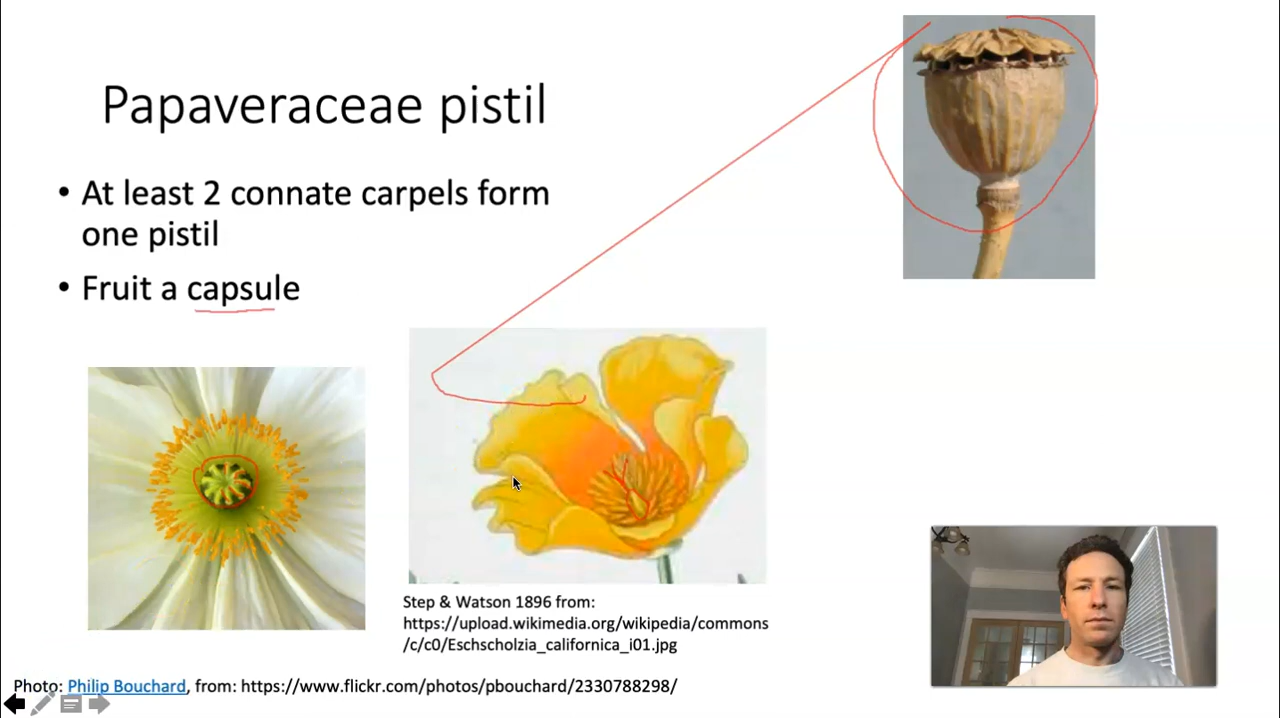 Papaveraceae pistil
• At least 2 connate carpels form
one pistil
• Fruit a capsule
Step & Watson 1896 from:
https://upload.wikimedia.org/wikipedia/commons
/c/c0/Eschscholzia_californica_i01.jpg
Photo: Philip Bouchard, from: https://www.flickr.com/photos/pbouchard/2330788298/